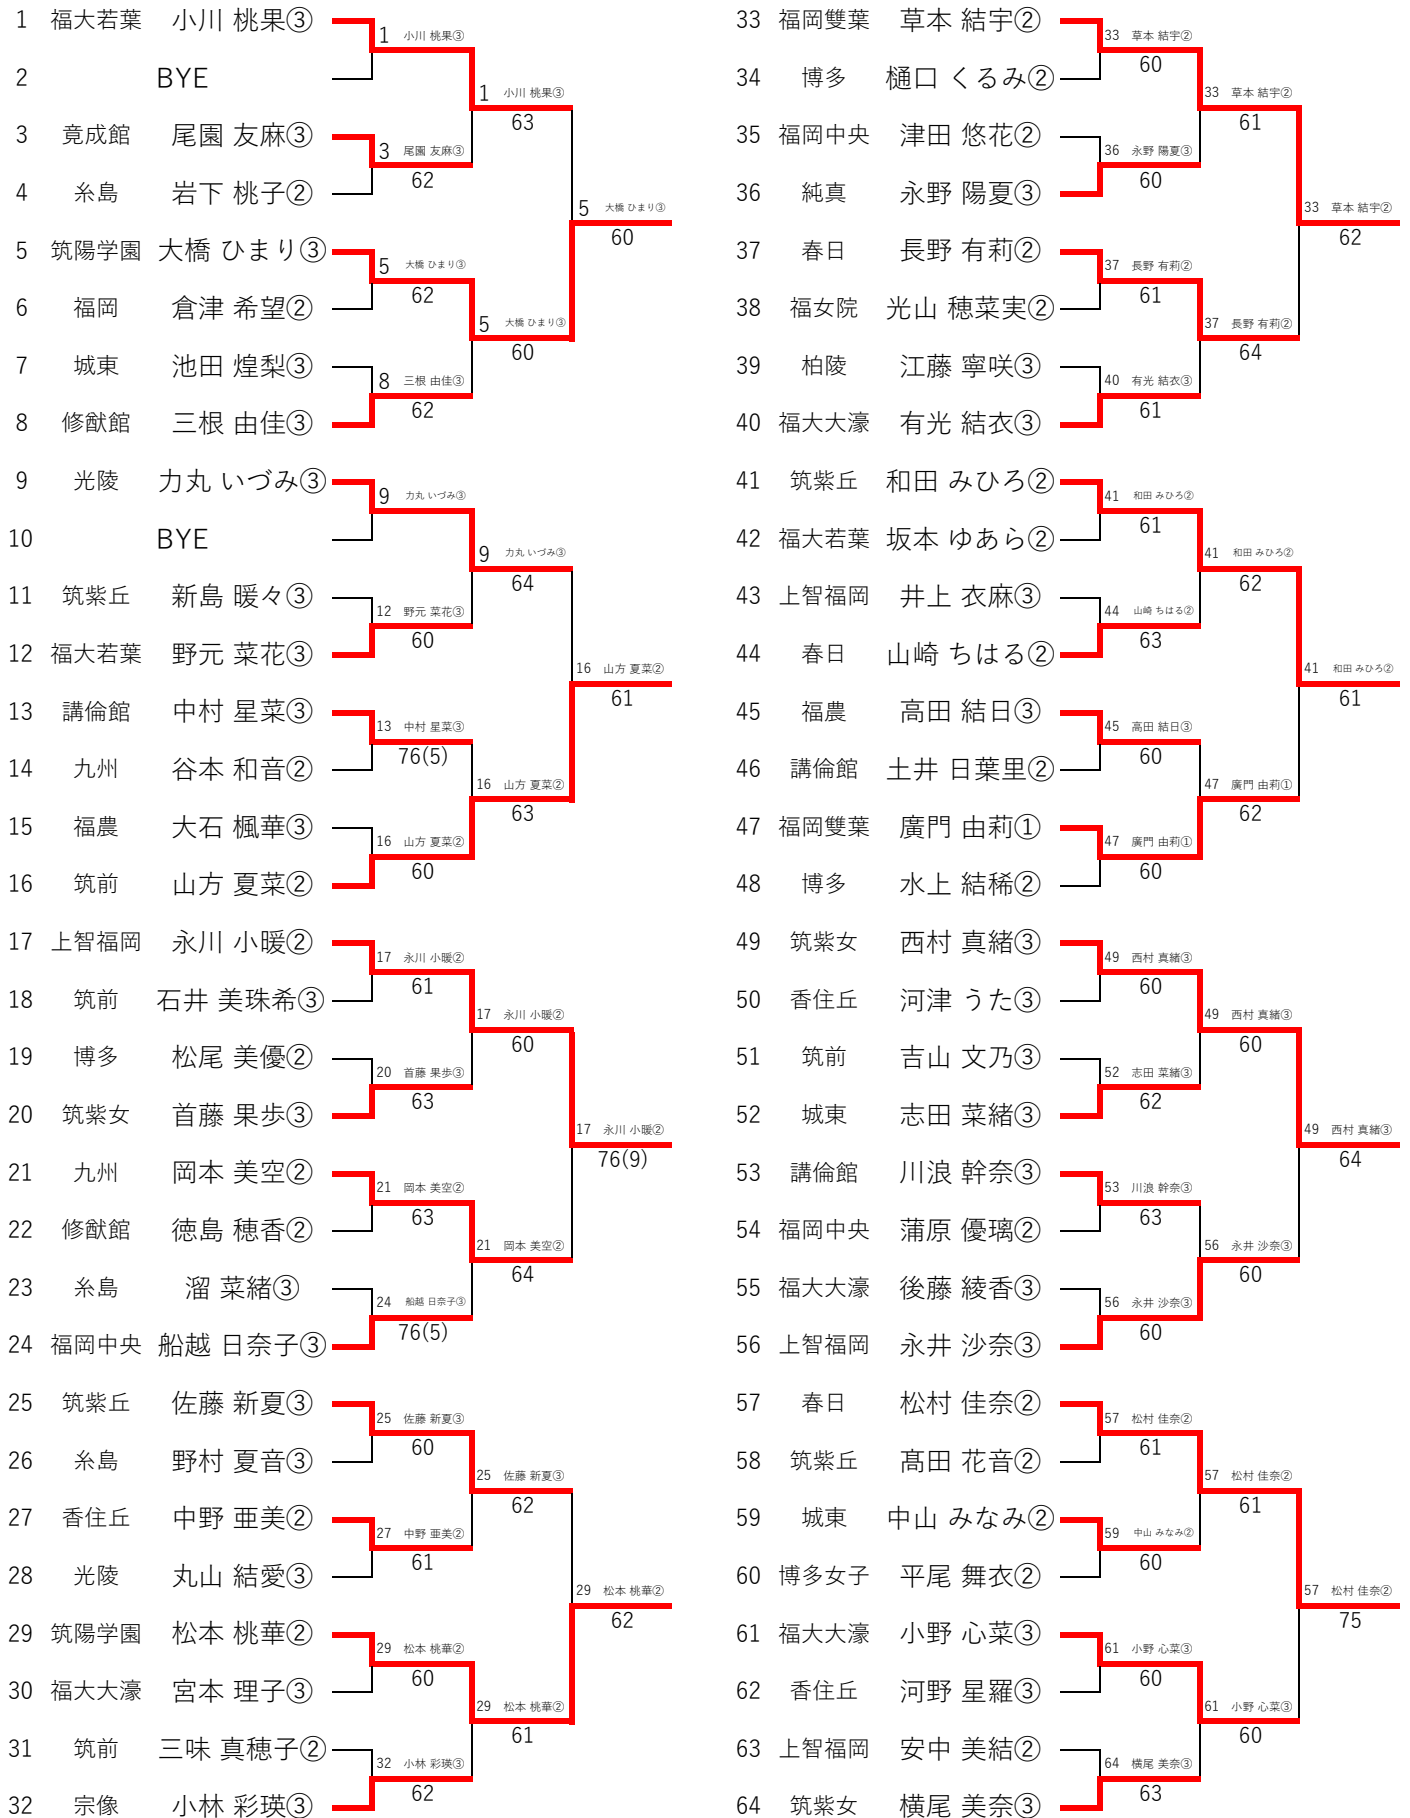 1 福大若葉 小川 桃果③
1 小川 桃果③
2 BYE
1 小川 桃果③
63
3 竟成館 尾園 友麻③
3 尾園 友麻③
62
4 糸島 岩下 桃子②
5 大橋 ひまり③
60
5 筑陽学園 大橋 ひまり③
5 大橋 ひまり③
62
6 福岡 倉津 希望②
5 大橋 ひまり③
60
7 城東 池田 煌梨③
8 三根 由佳③
62
8 修猷館 三根 由佳③
9 光陵 力丸 いづみ③
9 力丸 いづみ③
10 BYE
9 力丸 いづみ③
64
11 筑紫丘 新島 暖々③
12 野元 菜花③
60
12 福大若葉 野元 菜花③
16 山方 夏菜②
61
13 講倫館 中村 星菜③
13 中村 星菜③
76(5)
14 九州 谷本 和音②
16 山方 夏菜②
63
15 福農 大石 楓華③
16 山方 夏菜②
60
16 筑前 山方 夏菜②
17 上智福岡 永川 小暖②
17 永川 小暖②
61
18 筑前 石井 美珠希③
17 永川 小暖②
60
19 博多 松尾 美優②
20 首藤 果歩③
63
20 筑紫女 首藤 果歩③
17 永川 小暖②
76(9)
21 九州 岡本 美空②
21 岡本 美空②
63
22 修猷館 徳島 穂香②
21 岡本 美空②
64
23 糸島 溜 菜緒③
24 船越 日奈子③
76(5)
24 福岡中央 船越 日奈子③
25 筑紫丘 佐藤 新夏③
25 佐藤 新夏③
60
26 糸島 野村 夏音③
25 佐藤 新夏③
62
27 香住丘 中野 亜美②
27 中野 亜美②
61
28 光陵 丸山 結愛③
29 松本 桃華②
62
29 筑陽学園 松本 桃華②
29 松本 桃華②
60
30 福大大濠 宮本 理子③
29 松本 桃華②
61
31 筑前 三味 真穂子②
32 小林 彩瑛③
62
32 宗像 小林 彩瑛③
33 福岡雙葉 草本 結宇②
33 草本 結宇②
60
34 博多 樋口 くるみ②
33 草本 結宇②
61
35 福岡中央 津田 悠花②
36 永野 陽夏③
60
36 純真 永野 陽夏③
33 草本 結宇②
62
37 春日 長野 有莉②
37 長野 有莉②
61
38 福女院 光山 穂菜実②
37 長野 有莉②
64
39 柏陵 江藤 寧咲③
40 有光 結衣③
61
40 福大大濠 有光 結衣③
41 筑紫丘 和田 みひろ②
41 和田 みひろ②
61
42 福大若葉 坂本 ゆあら②
41 和田 みひろ②
62
43 上智福岡 井上 衣麻③
44 山崎 ちはる②
63
44 春日 山崎 ちはる②
41 和田 みひろ②
61
45 福農 高田 結日③
45 高田 結日③
60
46 講倫館 土井 日葉里②
47 廣門 由莉①
62
47 福岡雙葉 廣門 由莉①
47 廣門 由莉①
60
48 博多 水上 結稀②
49 筑紫女 西村 真緒③
49 西村 真緒③
60
50 香住丘 河津 うた③
49 西村 真緒③
60
51 筑前 吉山 文乃③
52 志田 菜緒③
62
52 城東 志田 菜緒③
49 西村 真緒③
64
53 講倫館 川浪 幹奈③
53 川浪 幹奈③
63
54 福岡中央 蒲原 優璃②
56 永井 沙奈③
60
55 福大大濠 後藤 綾香③
56 永井 沙奈③
60
56 上智福岡 永井 沙奈③
57 春日 松村 佳奈②
57 松村 佳奈②
61
58 筑紫丘 髙田 花音②
57 松村 佳奈②
61
59 城東 中山 みなみ②
59 中山 みなみ②
60
60 博多女子 平尾 舞衣②
57 松村 佳奈②
75
61 福大大濠 小野 心菜③
61 小野 心菜③
60
62 香住丘 河野 星羅③
61 小野 心菜③
60
63 上智福岡 安中 美結②
64 横尾 美奈③
63
64 筑紫女 横尾 美奈③